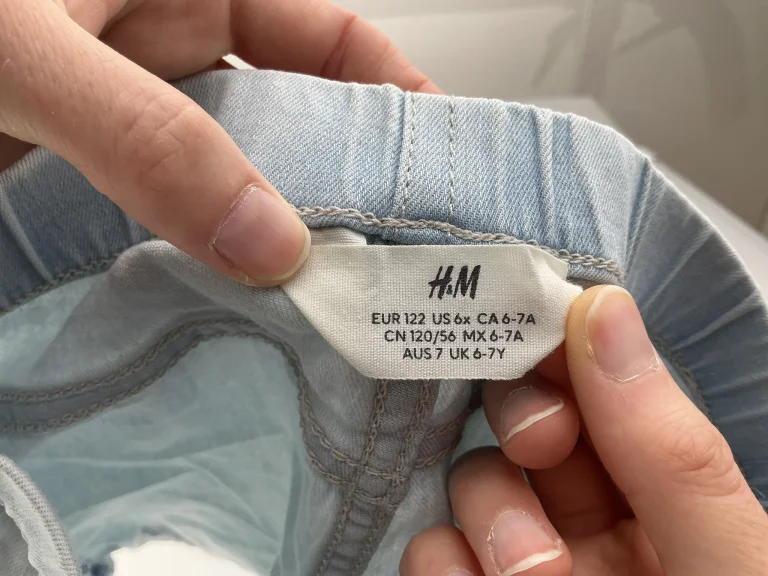 H&M
EUR 122 US 6x CA 6-7A
CN 120/56 MX 6-7A
AUS 7 UK 6-7Y